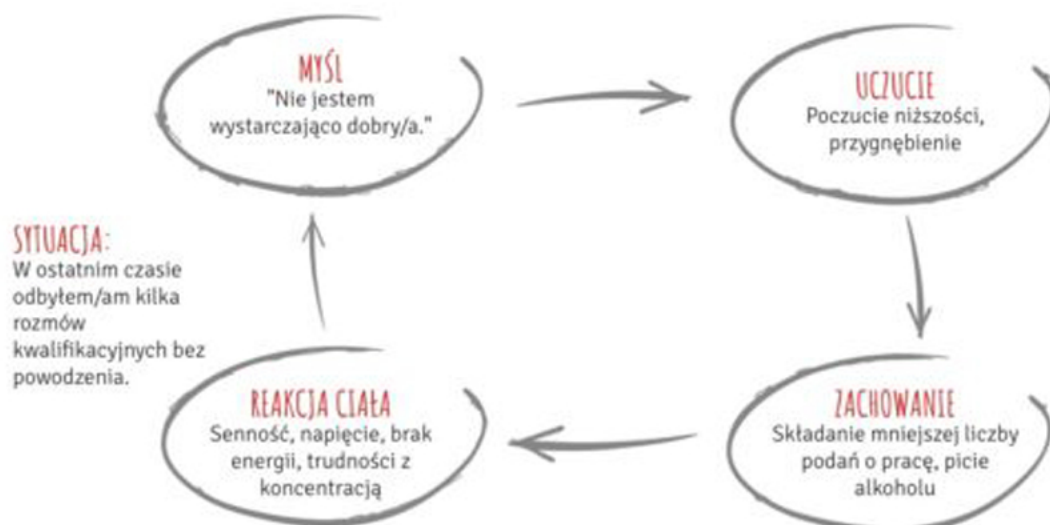 MYŚL
"Nie jestem
wystarczająco dobry/a."
UCZUCIE
Poczucie niższości,
przygnębienie
SYTUACJA:
W ostatnim czasie
odbyłem/am kilka
rozmów
kwalifikacyjnych bez
powodzenia.
REAKCJA CIAŁA
Senność, napięcie, brak
energii, trudności z
koncentracją
ZACHOWANIE
Składanie mniejszej liczby
podań o pracę, picie
alkoholu